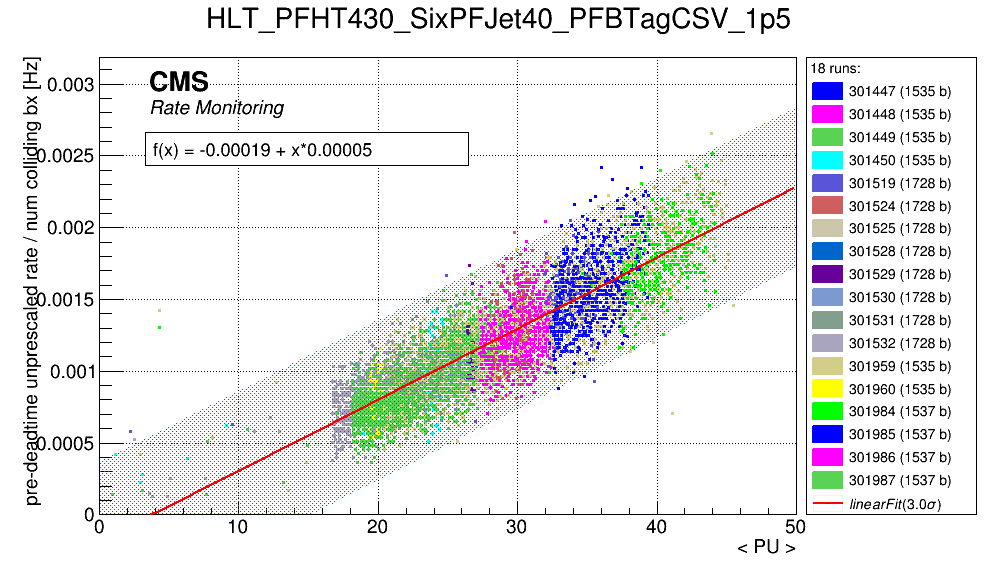 HLT_PFHT430_SixPFJet40_PFBTagCSV_1p5
pre-deadtime unprescaled rate / num colliding bx [Hz]
CMS
Rate Monitoring
f(x) = -0.00019 + x*0.00005
0.003
0.0025
0.002
0.0015
0.001
0.0005
0
0 10 20 30 40 50
< PU >
18 runs:
301447 (1535 b)
301448 (1535 b)
301449 (1535 b)
301450 (1535 b)
301519 (1728 b)
301524 (1728 b)
301525 (1728 b)
301528 (1728 b)
301529 (1728 b)
301530 (1728 b)
301531 (1728 b)
301532 (1728 b)
301959 (1535 b)
301960 (1535 b)
301984 (1537 b)
301985 (1537 b)
301986 (1537 b)
301987 (1537 b)
linearFit(3.0σ)